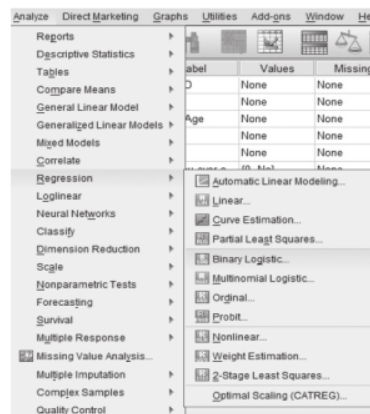 Analyze Direct Marketing Graphs Utilities Add-ons Window
Reports
Descriptive Statistics
Tables
Compare Means
General Linear Model
Generalized Linear Models
Mixed Models
Correlate
Regression
Loglinear
Neural Networks
Classify
Dimension Reduction
Scale
Nonparametric Tests
Forecasting
Survival
Multiple Response
Missing Value Analysis...
Multiple Imputation
Complex Samples
Quality Control
abel Values Missing
None None
None None
Age None None
None None
None None
Automatic Linear Modeling...
Linear...
Curve Estimation...
Partial Least Squares...
Binary Logistic...
Multinomial Logistic...
Ordinal...
Probit...
Nonlinear...
Weight Estimation...
2-Stage Least Squares...
Optimal Scaling (CATREG)...